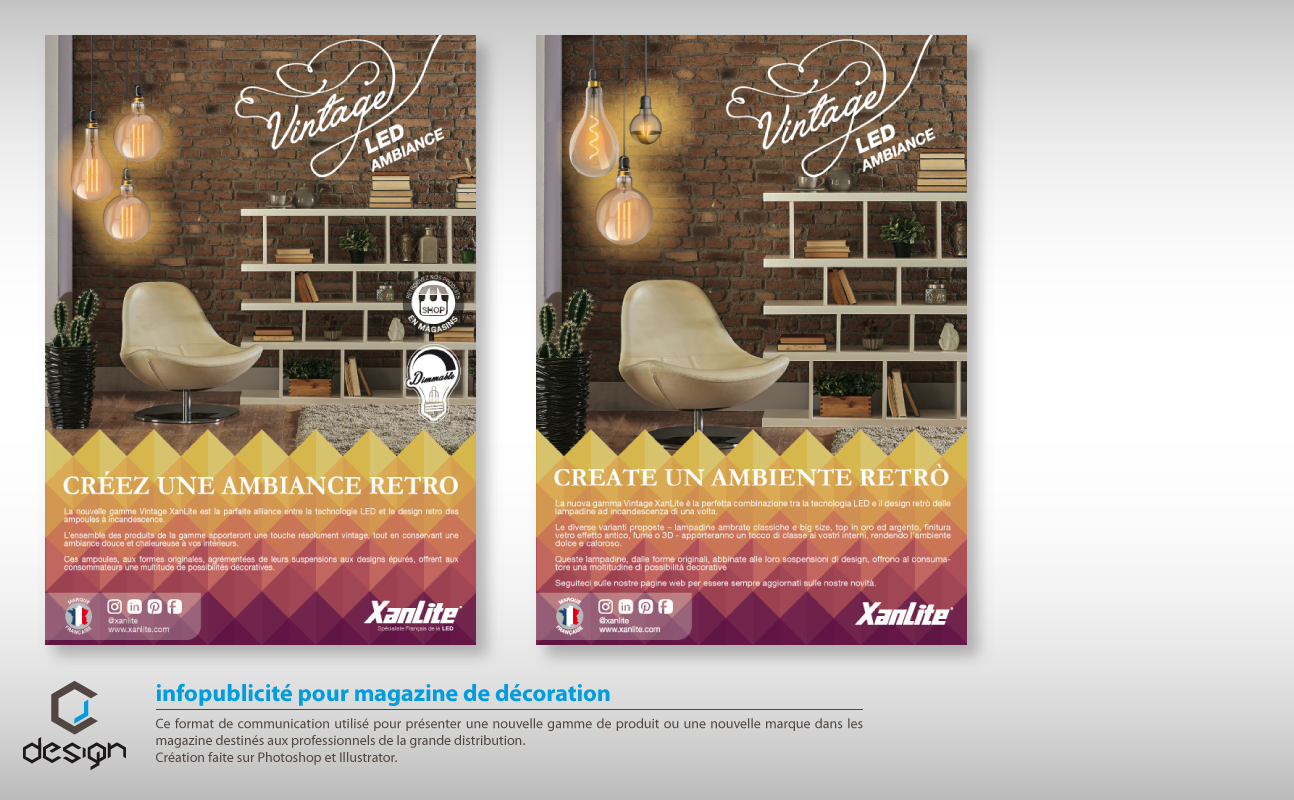 Vintage
LED
AMBIANCE
RETROUVEZ NOS PRODUITS
SHOP
EN MAGASINS
Dimmable
CRÉEZ UNE AMBIANCE RETRO
La nouvelle gamme Vintage XanLite est la parfaite alliance entre la technologie LED et le design retro des
ampoules à incandescence.
L'ensemble des produits de la gamme apporteront une touche résolument vintage, tout en conservant une
ambiance douce et chaleureuse à vos intérieurs.
Ces ampoules, aux formes originales, agrémentées de leurs suspensions aux designs épurés, offrent aux
consommateurs une multitude de possibilités décoratives.
MARQUE
FRANÇAISE
@xanlite
www.xanlite.com
XanLite
Spécialiste Français de la LED
Vintage
LED
AMBIANCE
CREATE UN AMBIENTE RETRÒ
La nuova gamma Vintage XanLite è la perfetta combinazione tra la tecnologia LED e il design retrò delle
lampadine ad incandescenza di una volta.
Le diverse varianti proposte – lampadine ambrate classiche e big size, top in oro ed argento, finitura
vetro effetto antico, fumé o 3D - apporteranno un tocco di classe ai vostri interni, rendendo l'ambiente
dolce e caloroso.
Queste lampadine, dalle forme originali, abbinate alle loro sospensioni di design, offrono al consuma-
tore una moltitudine di possibilità decorative
Seguiteci sulle nostre pagine web per essere sempre aggiornati sulle nostre novità.
MARQUE
FRANÇAISE
@xanlite
www.xanlite.com
XanLite
design
infopublicité pour magazine de décoration
Ce format de communication utilisé pour présenter une nouvelle gamme de produit ou une nouvelle marque dans les
magazine destinés aux professionnels de la grande distribution.
Création faite sur Photoshop et Illustrator.